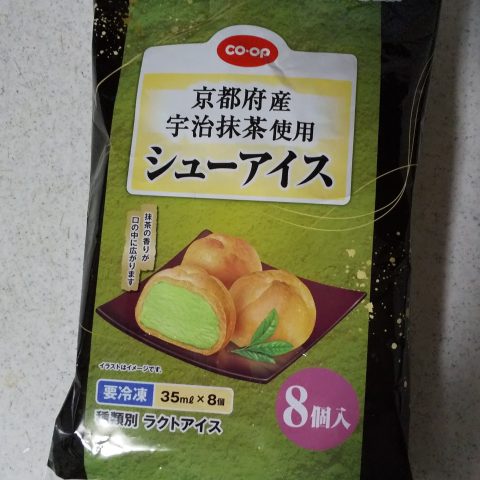 CO·OP
京都府産
宇治抹茶使用
シューアイス
抹茶の香りが
口の中に広がります
イラストはイメージです。
要冷凍 35mℓ×8個
種類別 ラクトアイス
8個入